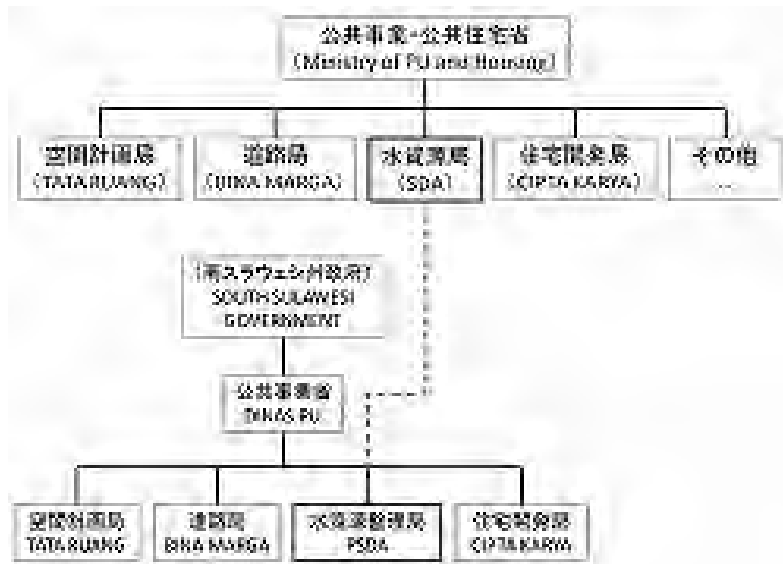 公共事業・公共住宅省
(Ministry of PU and Housing)
空間計画局
(TATA RUANG)
道路局
(BINA MARGA)
水資源局
(SDA)
住宅開発局
(CIPTA KARYA)
その他
...
(南スラウェシ州政府)
SOUTH SULAWESI
GOVERNMENT
公共事業省
DINAS PU
空間計画局
TATA RUANG
道路局
BINA MARGA
水資源管理局
PSDA
住宅開発局
CIPTA KARYA